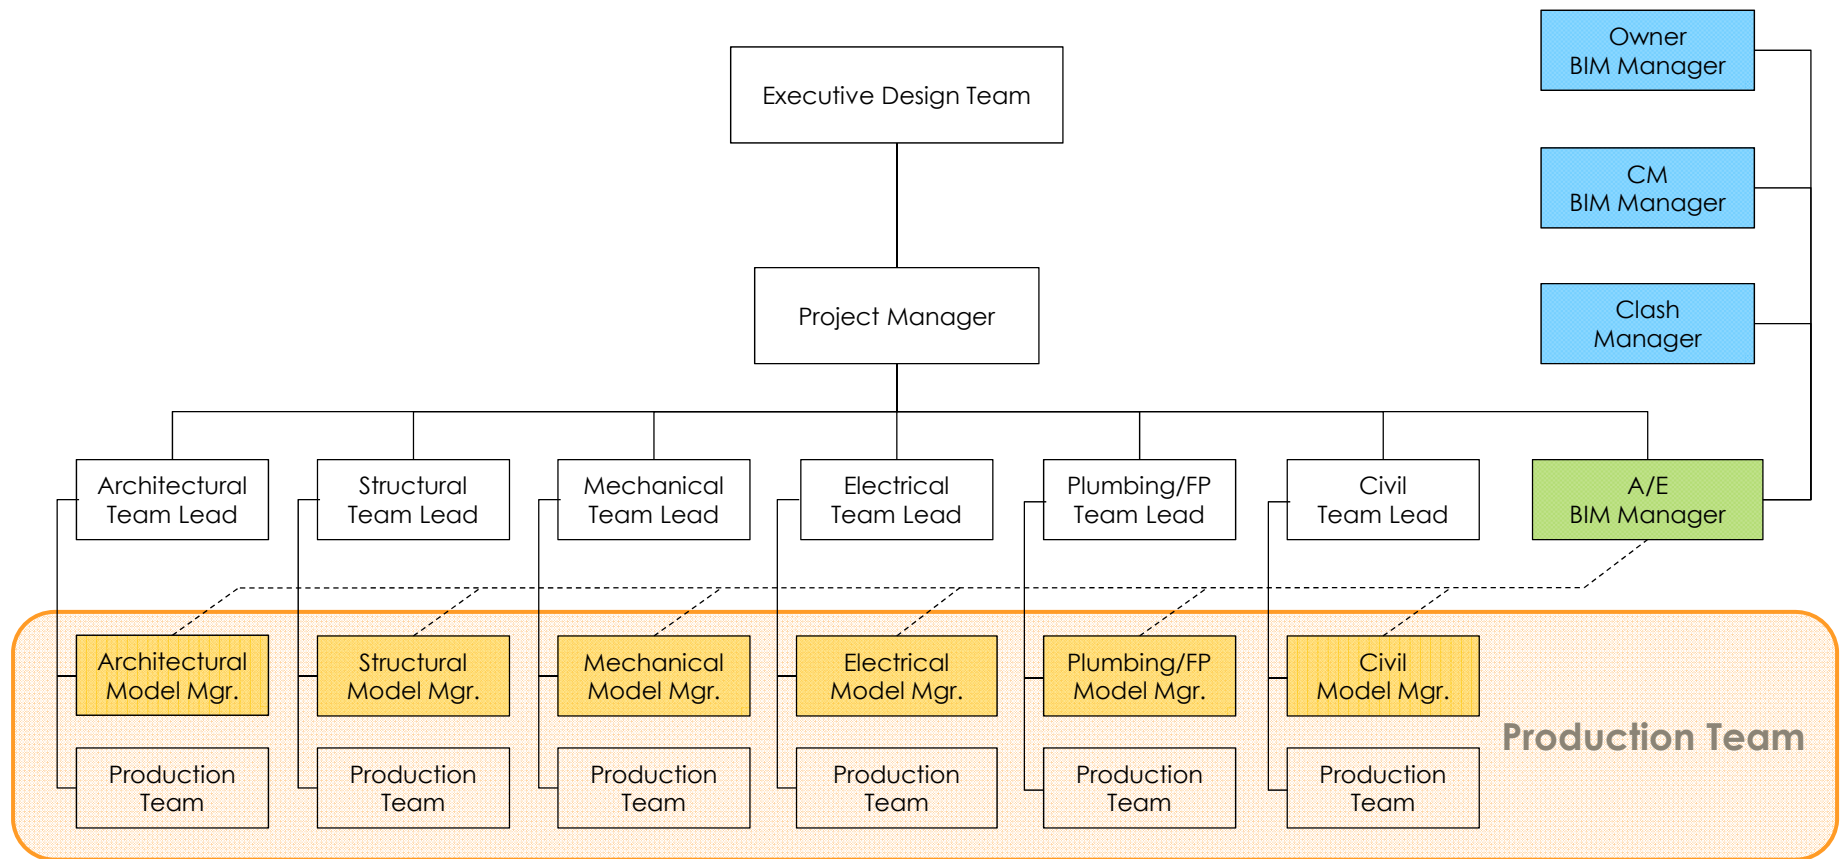 Owner
BIM Manager
Executive Design Team
CM
BIM Manager
Project Manager
Clash
Manager
Architectural
Team Lead
Structural
Team Lead
Mechanical
Team Lead
Electrical
Team Lead
Plumbing/FP
Team Lead
Civil
Team Lead
A/E
BIM Manager
Architectural
Model Mgr.
Structural
Model Mgr.
Mechanical
Model Mgr.
Electrical
Model Mgr.
Plumbing/FP
Model Mgr.
Civil
Model Mgr.
Production Team
Production
Team
Production
Team
Production
Team
Production
Team
Production
Team
Production
Team